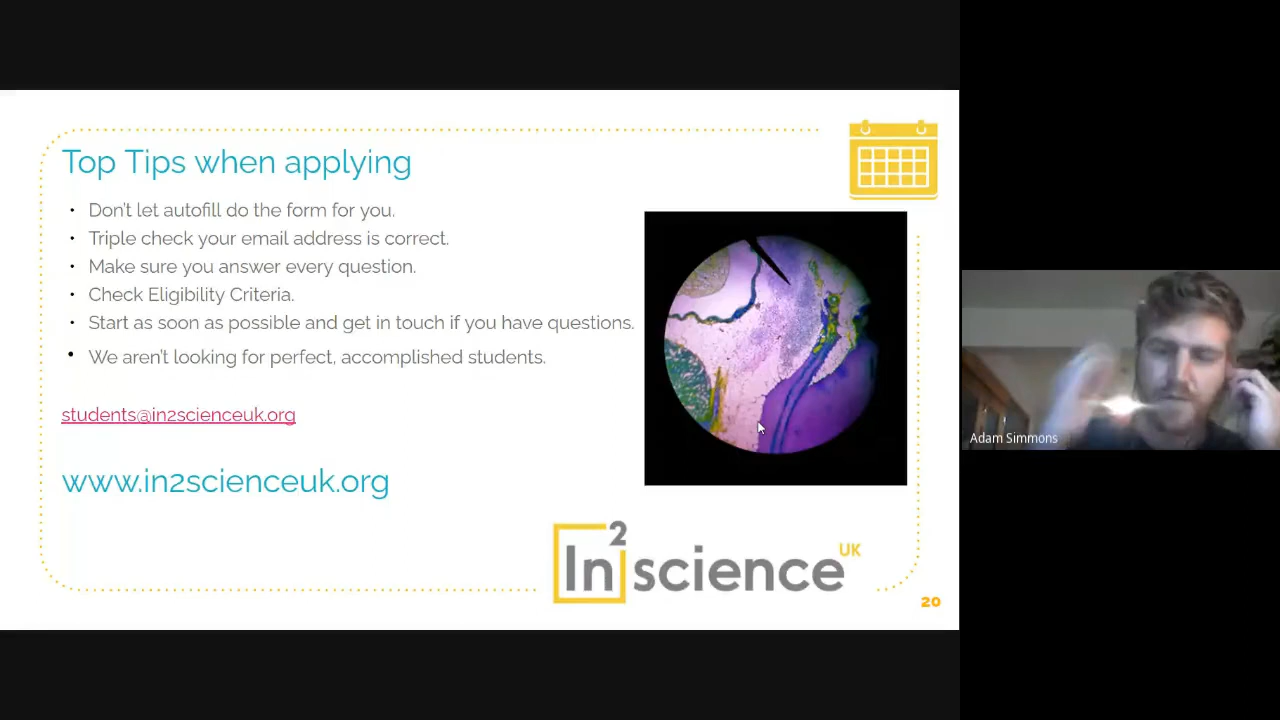 Top Tips when applying
• Don't let autofill do the form for you.
• Triple check your email address is correct.
• Make sure you answer every question.
• Check Eligibility Criteria.
• Start as soon as possible and get in touch if you have questions.
• We aren't looking for perfect, accomplished students.
students@in2scienceuk.org
www.in2scienceuk.org
In2science UK
20
Adam Simmons